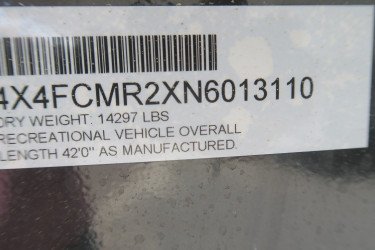 4X4FCMR2XN6013110
DRY WEIGHT: 14297 LBS
RECREATIONAL VEHICLE OVERALL
LENGTH 42'0" AS MANUFACTURED